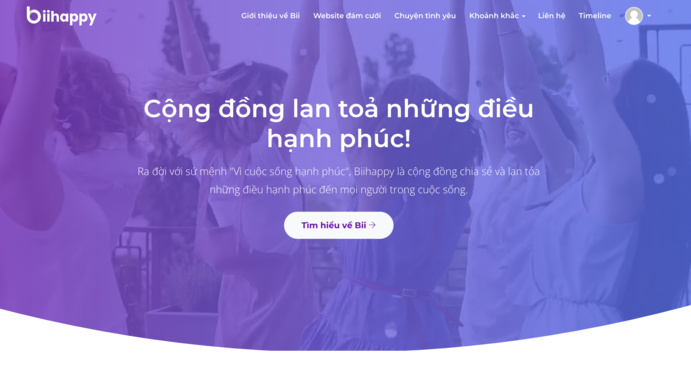 biihappy
Giới thiệu về Bii Website đám cưới Chuyện tình yêu Khoảnh khắc Liên hệ Timeline
Cộng đồng lan toả những điều
hạnh phúc!
Ra đời với sứ mệnh "Vì cuộc sống hạnh phúc", Biihappy là cộng đồng chia sẻ và lan tỏa
những điều hạnh phúc đến mọi người trong cuộc sống.
Tìm hiểu về Bii →